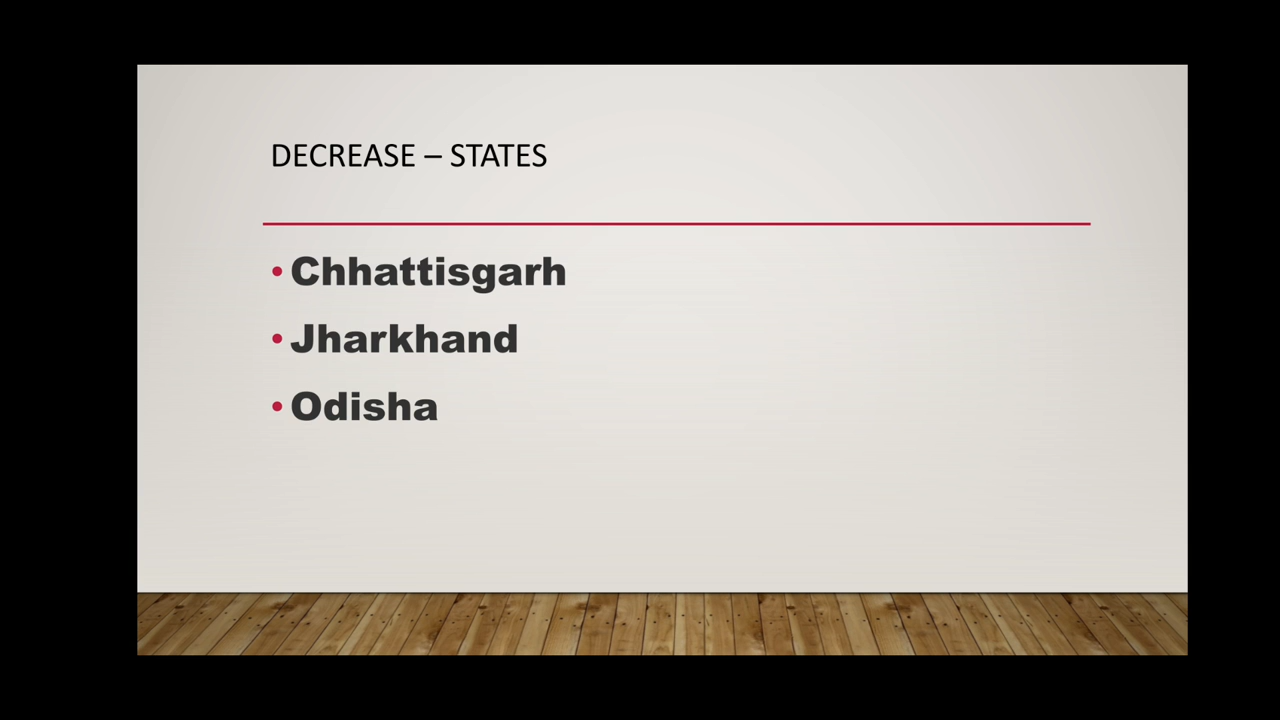 DECREASE – STATES
• Chhattisgarh
• Jharkhand
• Odisha